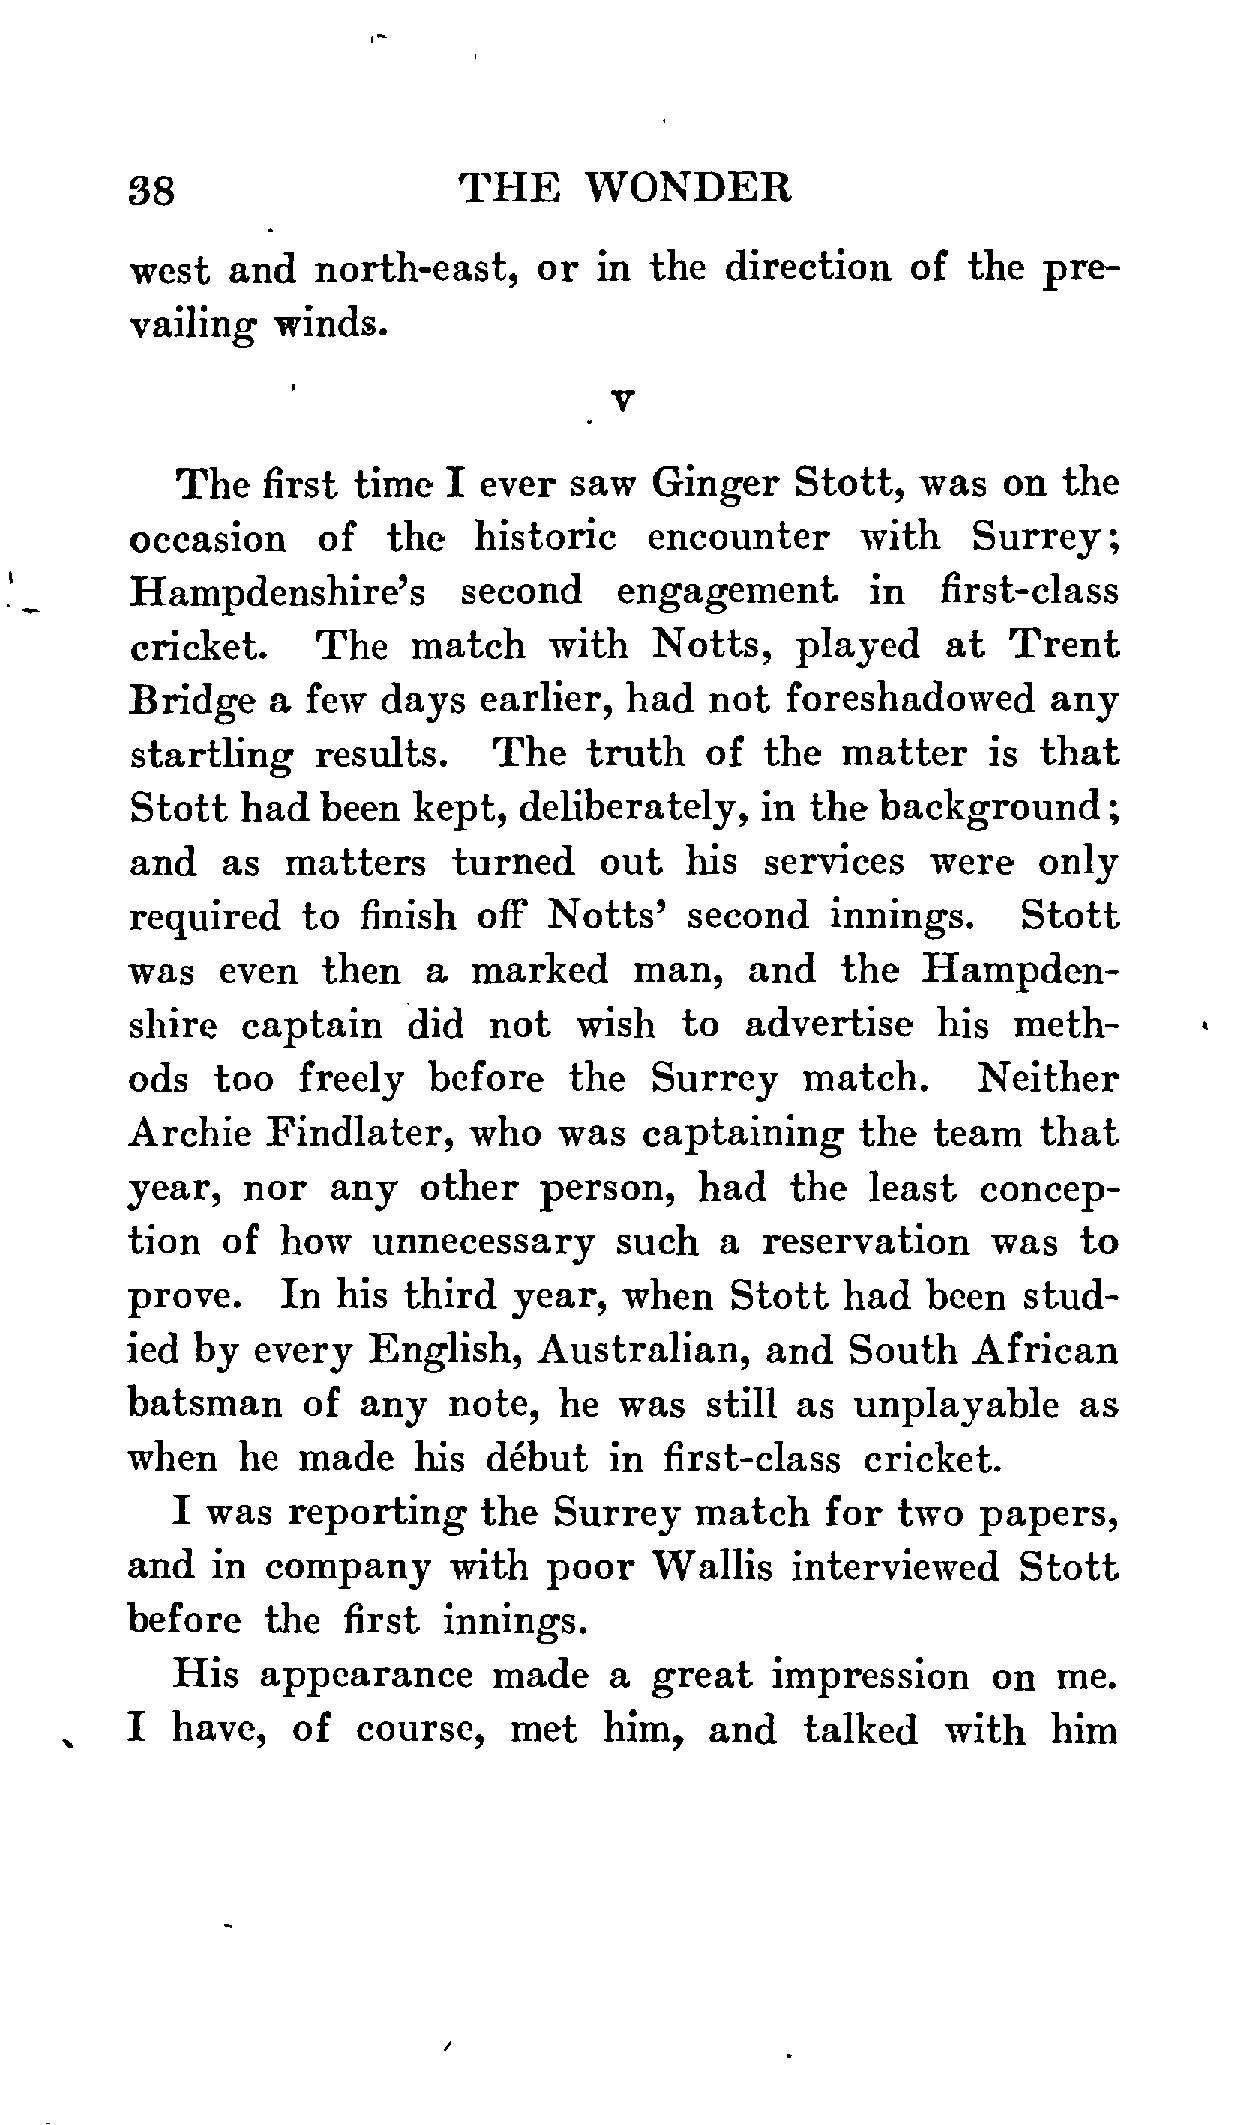 38 THE WONDER
west and north-east, or in the direction of the pre-
vailing winds.
v
The first time I ever saw Ginger Stott, was on the
occasion of the historic encounter with Surrey;
Hampdenshire's second engagement in first-class
cricket. The match with Notts, played at Trent
Bridge a few days earlier, had not foreshadowed any
startling results. The truth of the matter is that
Stott had been kept, deliberately, in the background;
and as matters turned out his services were only
required to finish off Notts' second innings. Stott
was even then a marked man, and the Hampden-
shire captain did not wish to advertise his meth-
ods too freely before the Surrey match. Neither
Archie Findlater, who was captaining the team that
year, nor any other person, had the least concep-
tion of how unnecessary such a reservation was to
prove. In his third year, when Stott had been stud-
ied by every English, Australian, and South African
batsman of any note, he was still as unplayable as
when he made his début in first-class cricket.
I was reporting the Surrey match for two papers,
and in company with poor Wallis interviewed Stott
before the first innings.
His appearance made a great impression on me.
I have, of course, met him, and talked with him